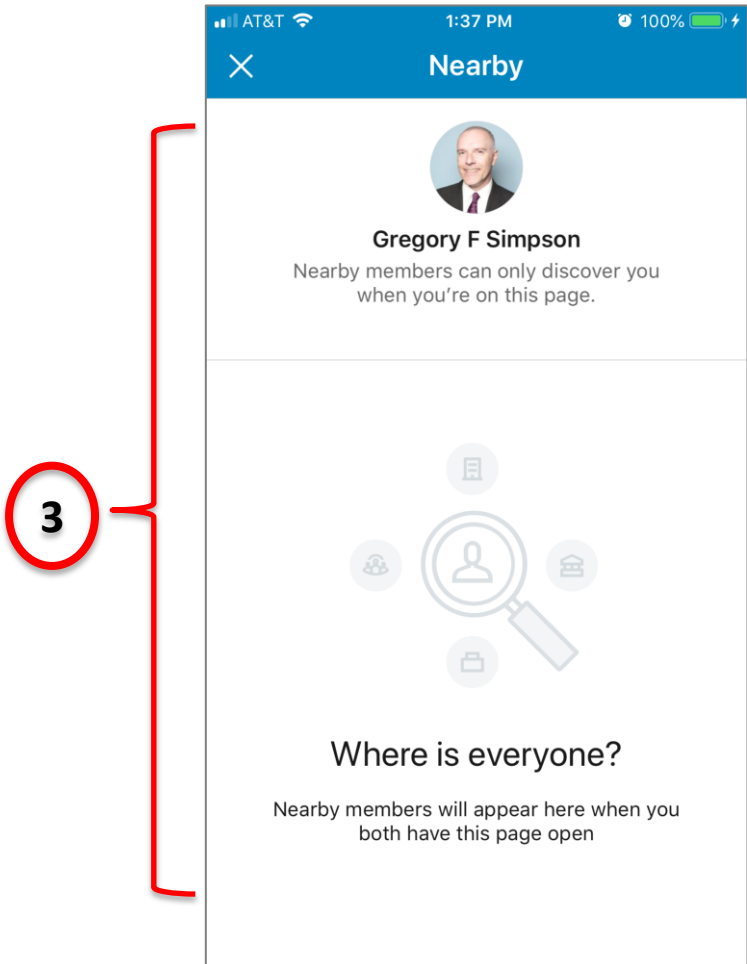 AT&T 1:37 PM 100%
Nearby
Gregory F Simpson
Nearby members can only discover you
when you're on this page.
3
Where is everyone?
Nearby members will appear here when you
both have this page open